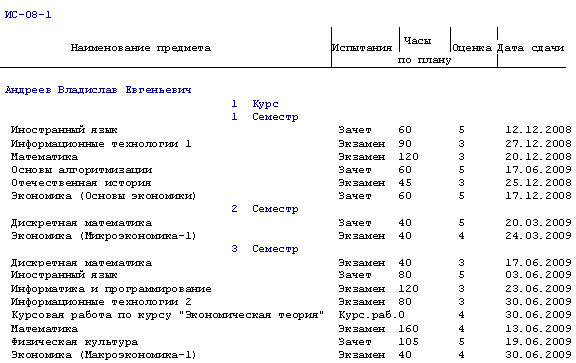 ИС-08-1
Наименование предмета Испытания Часы по плану Оценка Дата сдачи
Андреев Владислав Евгеньевич
1 Курс
1 Семестр
Иностранный язык Зачет 60 5 12.12.2008
Информационные технологии 1 Экзамен 90 3 27.12.2008
Математика Экзамен 120 3 20.12.2008
Основы алгоритмизации Зачет 60 5 17.06.2009
Отечественная история Экзамен 45 3 25.12.2008
Экономика (Основы экономики) Зачет 60 5 17.12.2008
2 Семестр
Дискретная математика Зачет 40 5 20.03.2009
Экономика (Микроэкономика-1) Экзамен 40 4 24.03.2009
3 Семестр
Дискретная математика Экзамен 40 3 17.06.2009
Иностранный язык Зачет 80 5 03.06.2009
Информатика и программирование Экзамен 120 3 23.06.2009
Информационные технологии 2 Экзамен 80 3 30.06.2009
Курсовая работа по курсу "Экономическая теория" Курс.раб.0 4 30.06.2009
Математика Экзамен 160 4 13.06.2009
Физическая культура Зачет 105 5 19.06.2009
Экономика (Макроэкономика-1) Экзамен 40 4 30.06.2009